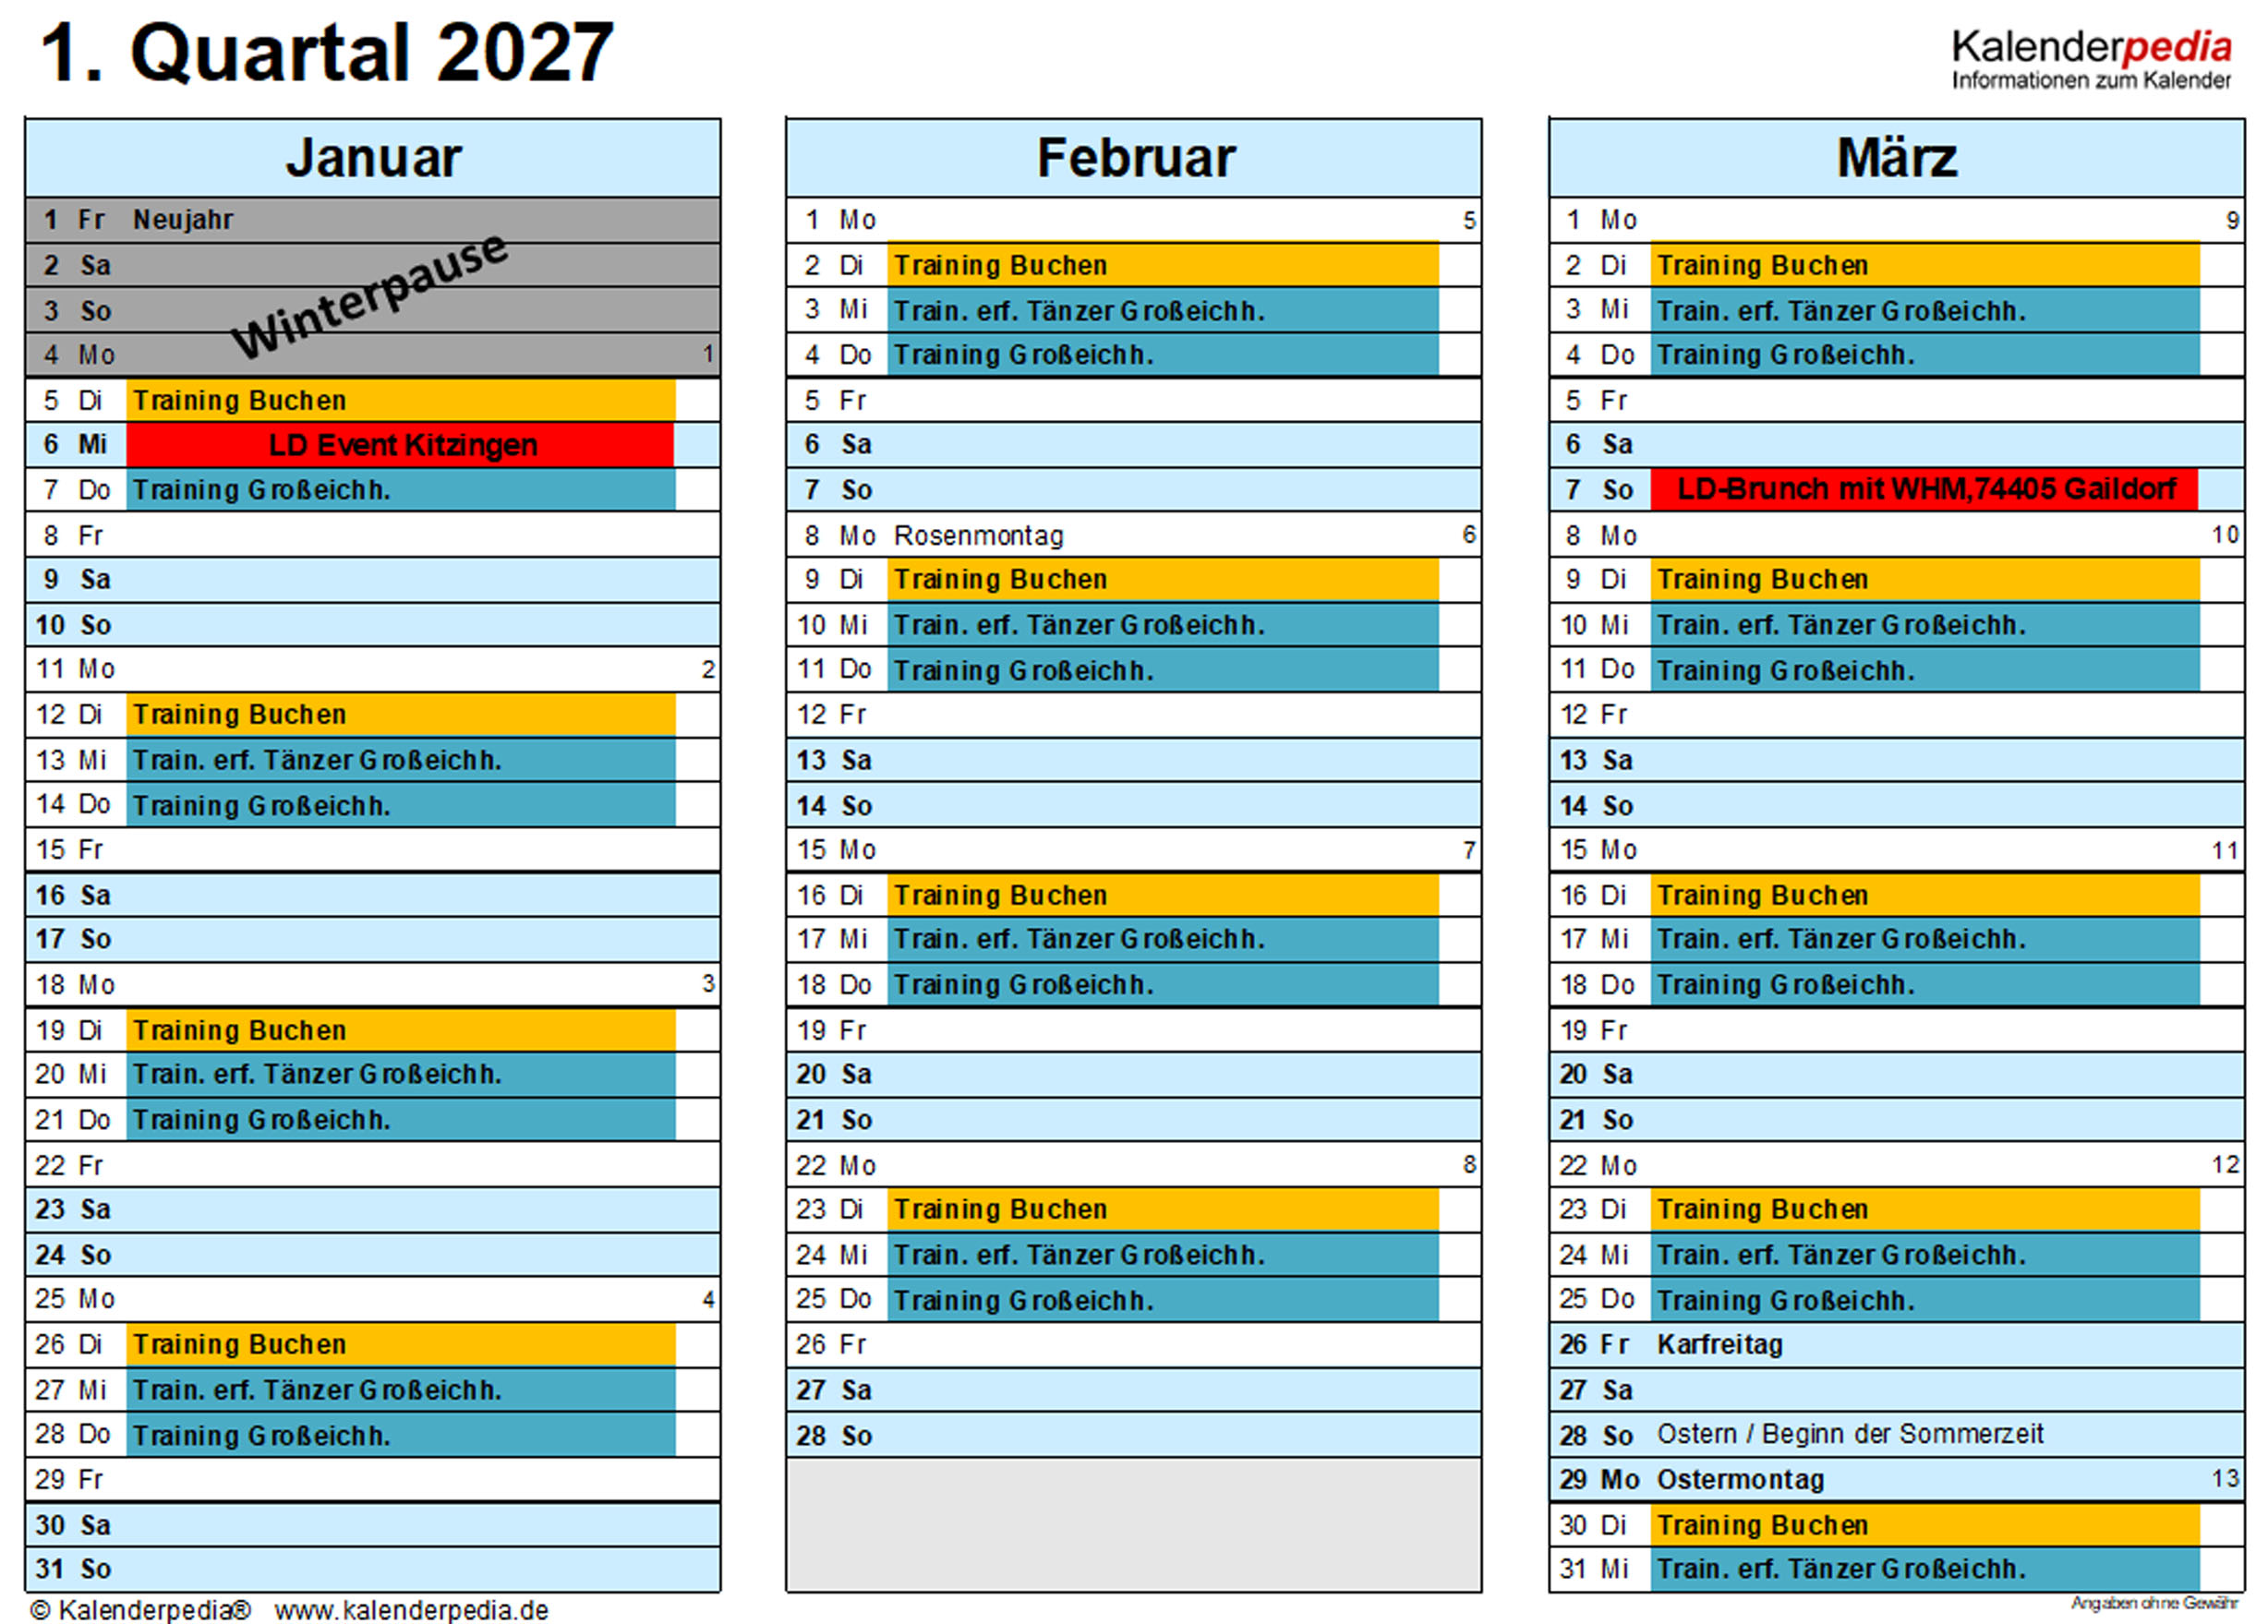 1. Quartal 2027
Kalenderpedia
Informationen zum Kalender
Januar
1 Fr Neujahr
2 Sa
3 So
Winterpause
4 Mo 1
5 Di Training Buchen
6 Mi LD Event Kitzingen
7 Do Training Großeichh.
8 Fr
9 Sa
10 So
11 Mo 2
12 Di Training Buchen
13 Mi Train. erf. Tänzer Großeichh.
14 Do Training Großeichh.
15 Fr
16 Sa
17 So
18 Mo 3
19 Di Training Buchen
20 Mi Train. erf. Tänzer Großeichh.
21 Do Training Großeichh.
22 Fr
23 Sa
24 So
25 Mo 4
26 Di Training Buchen
27 Mi Train. erf. Tänzer Großeichh.
28 Do Training Großeichh.
29 Fr
30 Sa
31 So
Februar
1 Mo 5
2 Di Training Buchen
3 Mi Train. erf. Tänzer Großeichh.
4 Do Training Großeichh.
5 Fr
6 Sa
7 So
8 Mo Rosenmontag 6
9 Di Training Buchen
10 Mi Train. erf. Tänzer Großeichh.
11 Do Training Großeichh.
12 Fr
13 Sa
14 So
15 Mo 7
16 Di Training Buchen
17 Mi Train. erf. Tänzer Großeichh.
18 Do Training Großeichh.
19 Fr
20 Sa
21 So
22 Mo 8
23 Di Training Buchen
24 Mi Train. erf. Tänzer Großeichh.
25 Do Training Großeichh.
26 Fr
27 Sa
28 So
März
1 Mo 9
2 Di Training Buchen
3 Mi Train. erf. Tänzer Großeichh.
4 Do Training Großeichh.
5 Fr
6 Sa
7 So LD-Brunch mit WHM,74405 Gaildorf
8 Mo 10
9 Di Training Buchen
10 Mi Train. erf. Tänzer Großeichh.
11 Do Training Großeichh.
12 Fr
13 Sa
14 So
15 Mo 11
16 Di Training Buchen
17 Mi Train. erf. Tänzer Großeichh.
18 Do Training Großeichh.
19 Fr
20 Sa
21 So
22 Mo 12
23 Di Training Buchen
24 Mi Train. erf. Tänzer Großeichh.
25 Do Training Großeichh.
26 Fr Karfreitag
27 Sa
28 So Ostern / Beginn der Sommerzeit
29 Mo Ostermontag 13
30 Di Training Buchen
31 Mi Train. erf. Tänzer Großeichh.
© Kalenderpedia® www.kalenderpedia.de
Angaben ohne Gewähr